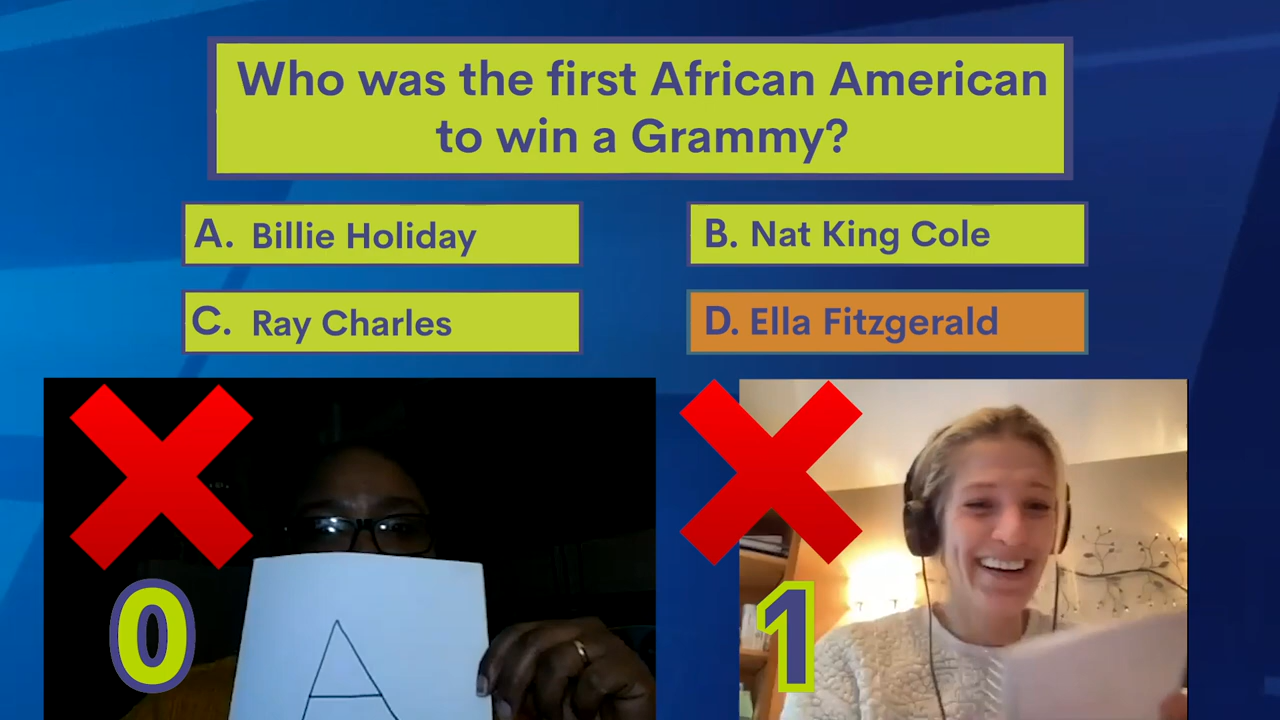 Who was the first African American
to win a Grammy?
A. Billie Holiday
B. Nat King Cole
C. Ray Charles
D. Ella Fitzgerald
0
1
A